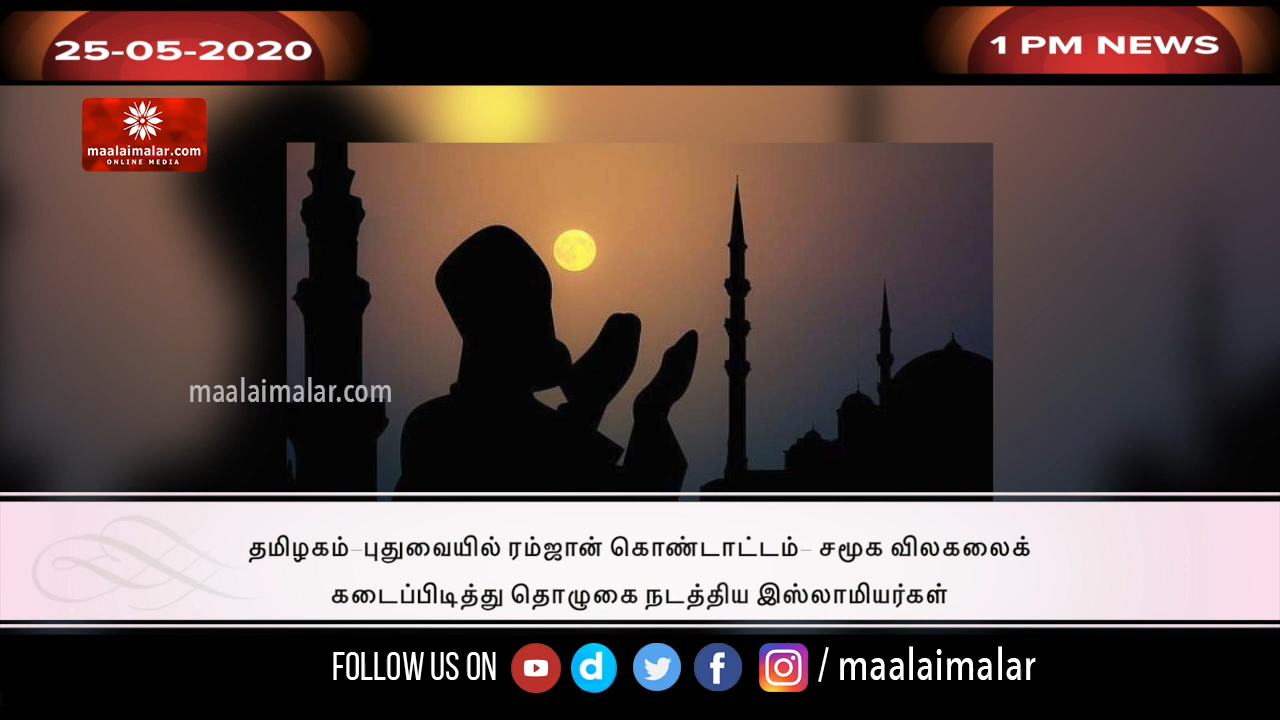 25-05-2020
1 PM NEWS
maalaimalar.com
ONLINE MEDIA
maalaimalar.com
தமிழகம்-புதுவையில் ரம்ஜான் கொண்டாட்டம்- சமூக விலகலைக்
கடைப்பிடித்து தொழுகை நடத்திய இஸ்லாமியர்கள்
FOLLOW US ON / maalaimalar